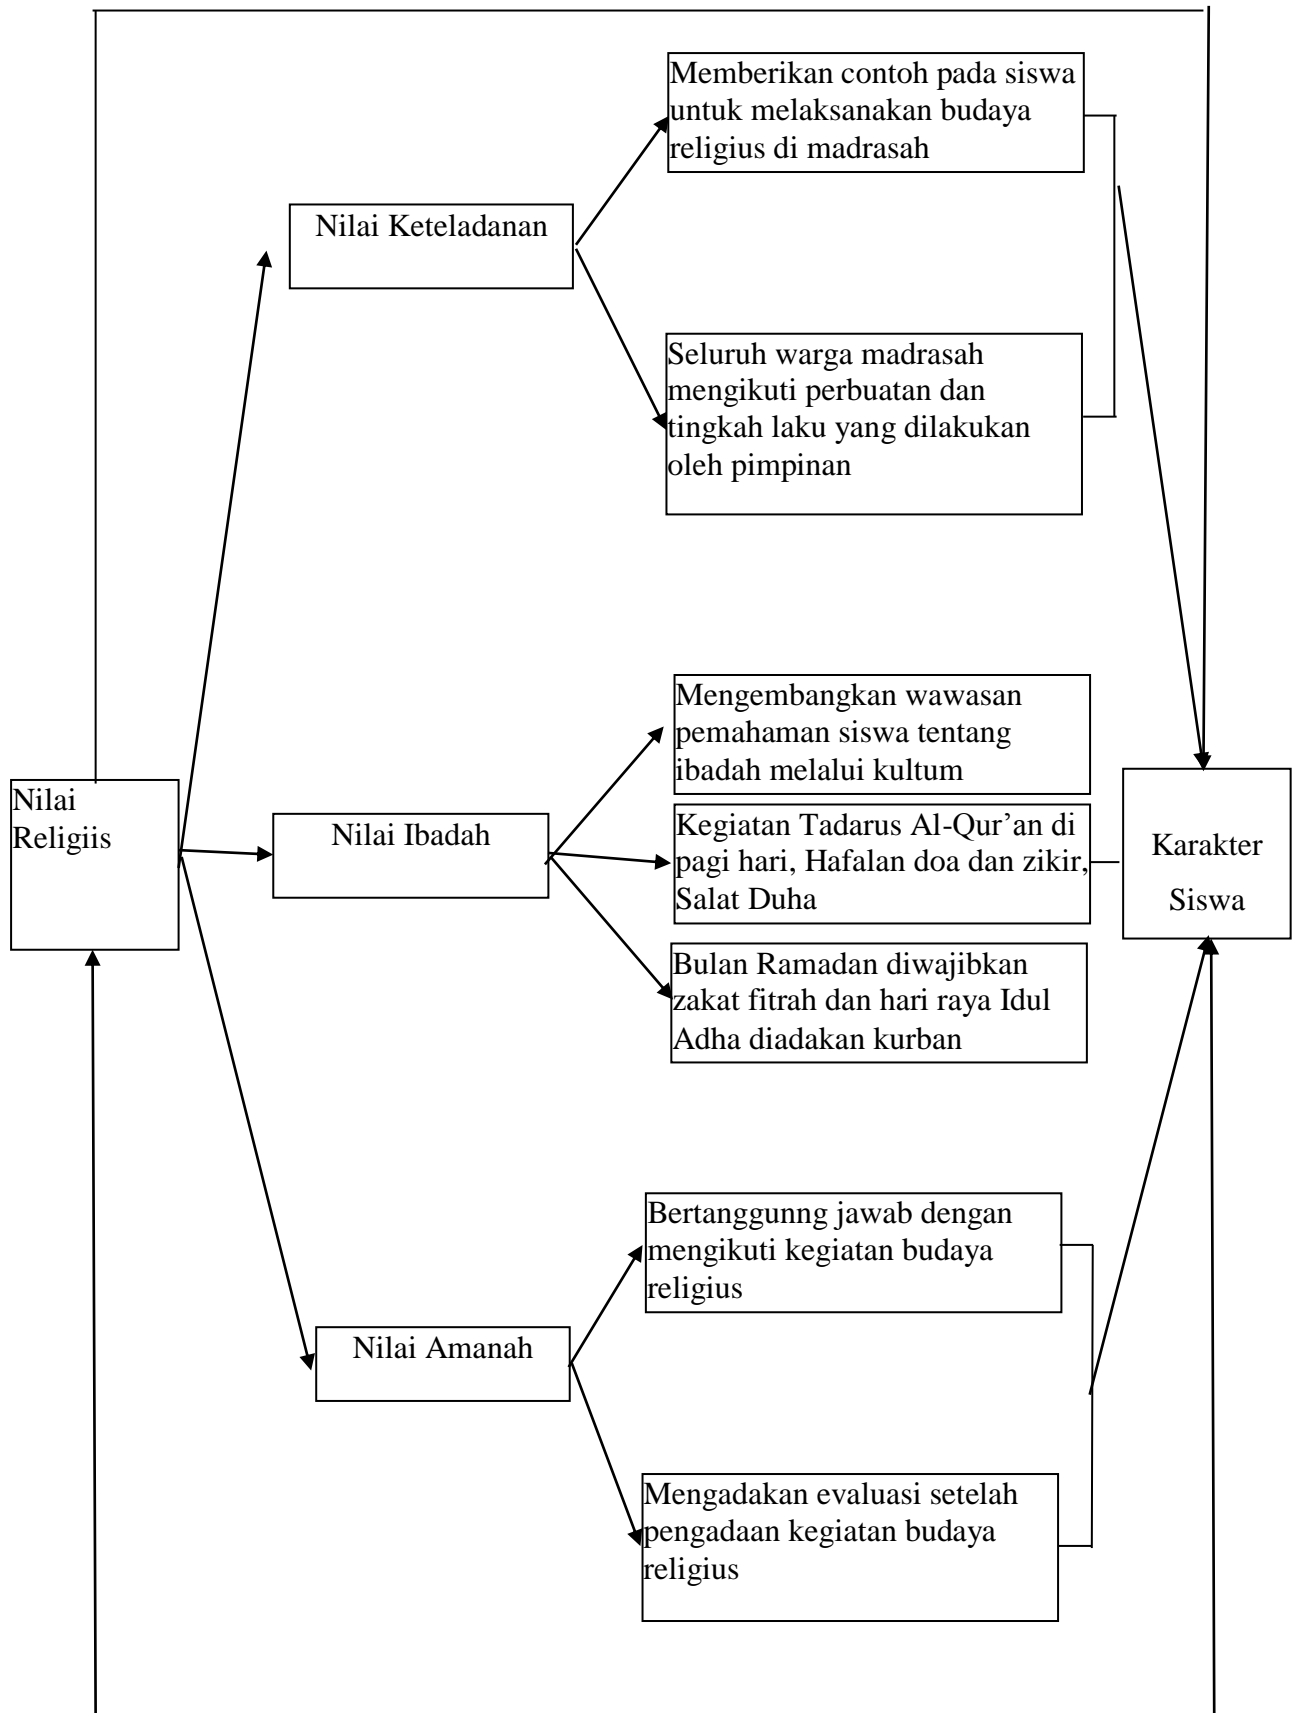 Memberikan contoh pada siswa
untuk melaksanakan budaya
religius di madrasah
Nilai Keteladanan
Seluruh warga madrasah
mengikuti perbuatan dan
tingkah laku yang dilakukan
oleh pimpinan
Mengembangkan wawasan
pemahaman siswa tentang
ibadah melalui kultum
Nilai
Religiis
Nilai Ibadah
Kegiatan Tadarus Al-Qur’an di
pagi hari, Hafalan doa dan zikir,
Salat Duha
Karakter
Siswa
Bulan Ramadan diwajibkan
zakat fitrah dan hari raya Idul
Adha diadakan kurban
Bertanggunng jawab dengan
mengikuti kegiatan budaya
religius
Nilai Amanah
Mengadakan evaluasi setelah
pengadaan kegiatan budaya
religius